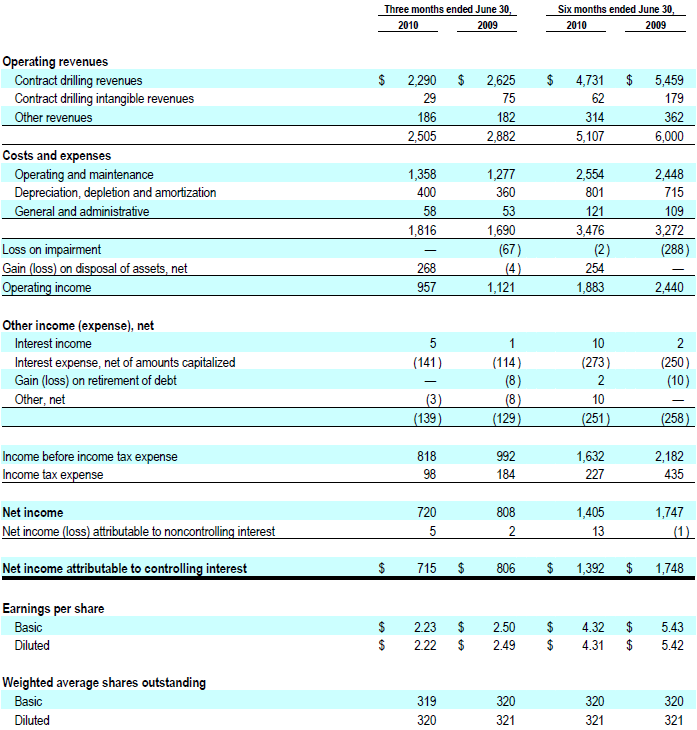 Three months ended June 30, Six months ended June 30,
2010 2009 2010 2009
Operating revenues
Contract drilling revenues $ 2,290 $ 2,625 $ 4,731 $ 5,459
Contract drilling intangible revenues 29 75 62 179
Other revenues 186 182 314 362
2,505 2,882 5,107 6,000
Costs and expenses
Operating and maintenance 1,358 1,277 2,554 2,448
Depreciation, depletion and amortization 400 360 801 715
General and administrative 58 53 121 109
1,816 1,690 3,476 3,272
Loss on impairment — (67) (2) (288)
Gain (loss) on disposal of assets, net 268 (4) 254 —
Operating income 957 1,121 1,883 2,440
Other income (expense), net
Interest income 5 1 10 2
Interest expense, net of amounts capitalized (141) (114) (273) (250)
Gain (loss) on retirement of debt — (8) 2 (10)
Other, net (3) (8) 10 —
(139) (129) (251) (258)
Income before income tax expense 818 992 1,632 2,182
Income tax expense 98 184 227 435
Net income 720 808 1,405 1,747
Net income (loss) attributable to noncontrolling interest 5 2 13 (1)
Net income attributable to controlling interest $ 715 $ 806 $ 1,392 $ 1,748
Earnings per share
Basic $ 2.23 $ 2.50 $ 4.32 $ 5.43
Diluted $ 2.22 $ 2.49 $ 4.31 $ 5.42
Weighted average shares outstanding
Basic 319 320 320 320
Diluted 320 321 321 321